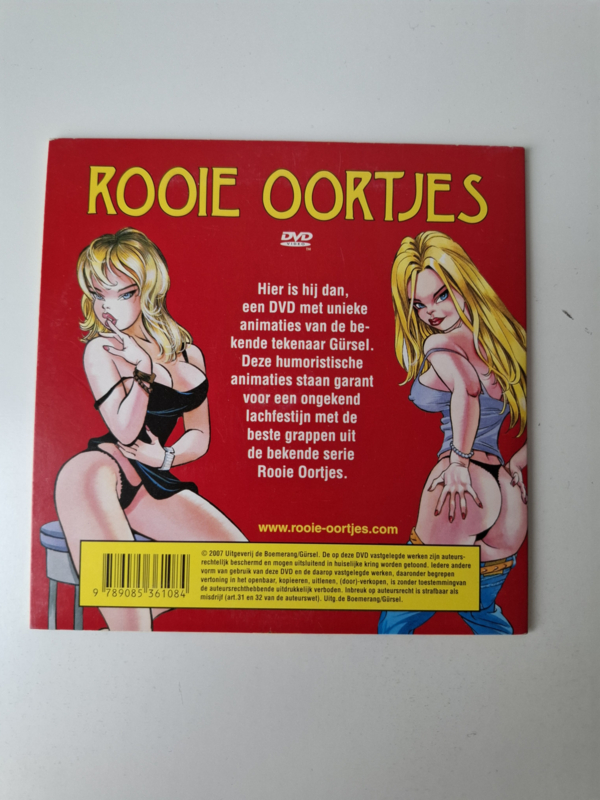 ROOIE OORTJES
DVD
VIDEO
TM
Hier is hij dan,
een DVD met unieke
animaties van de be-
kende tekenaar Gürsel.
Deze humoristische
animaties staan garant
voor een ongekend
lachfestijn met de
beste grappen uit
de bekende serie
Rooie Oortjes.
www.rooie-oortjes.com
© 2007 Uitgeverij de Boemerang/Gürsel. De op deze DVD vastgelegde werken zijn auteurs-
rechtelijk beschermd en mogen uitsluitend in huiselijke kring worden getoond. Iedere andere
vorm van gebruik van deze DVD en de daarop vastgelegde werken, daaronder begrepen
vertoning in het openbaar, kopieeren, uitlenen, (door)-verkopen, is zonder toestemmingvan
de auteursrechthebbende uitdrukkelijk verboden. Inbreuk op auteursrecht is strafbaar als
misdrijf (art.31 en 32 van de auteurswet). Uitg.de Boemerang/Gürsel.
9 789085 361084